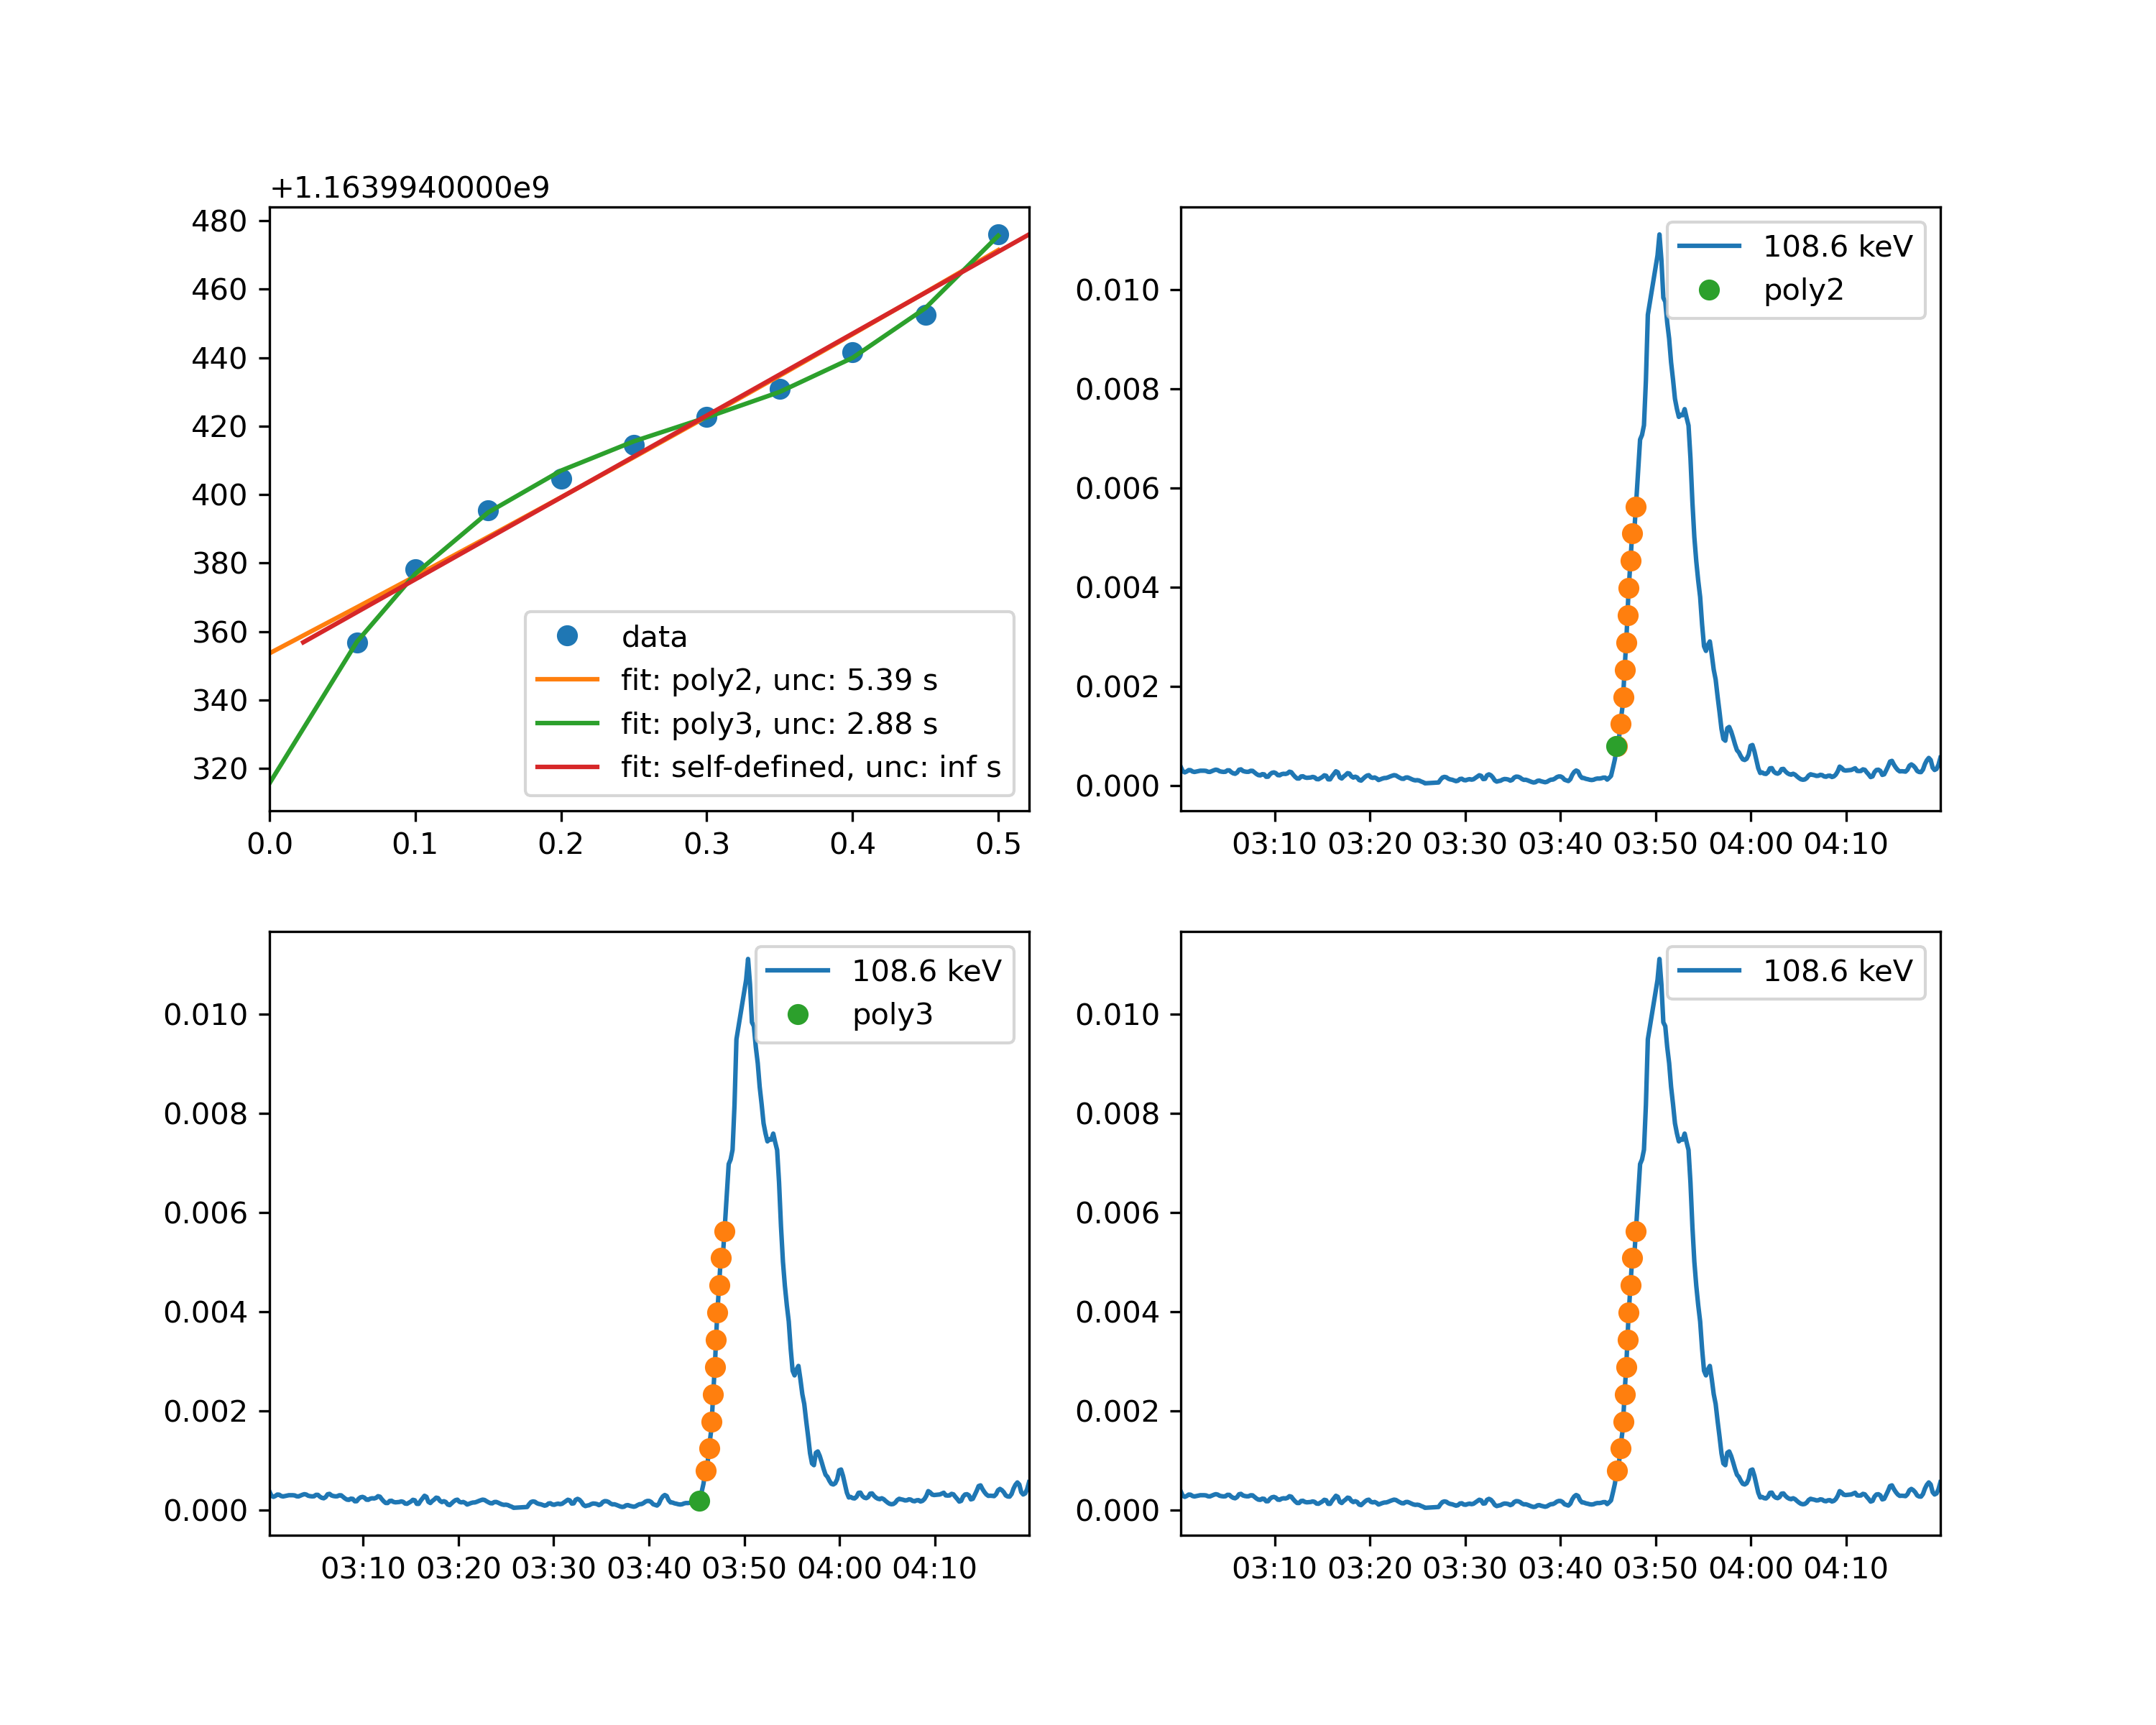 +1.1639940000e9
480
460
440
420
400
380
360
340
320
0.0 0.1 0.2 0.3 0.4 0.5
data
fit: poly2, unc: 5.39 s
fit: poly3, unc: 2.88 s
fit: self-defined, unc: inf s
0.010
0.008
0.006
0.004
0.002
0.000
03:10 03:20 03:30 03:40 03:50 04:00 04:10
108.6 keV
poly2
0.010
0.008
0.006
0.004
0.002
0.000
03:10 03:20 03:30 03:40 03:50 04:00 04:10
108.6 keV
poly3
0.010
0.008
0.006
0.004
0.002
0.000
03:10 03:20 03:30 03:40 03:50 04:00 04:10
108.6 keV